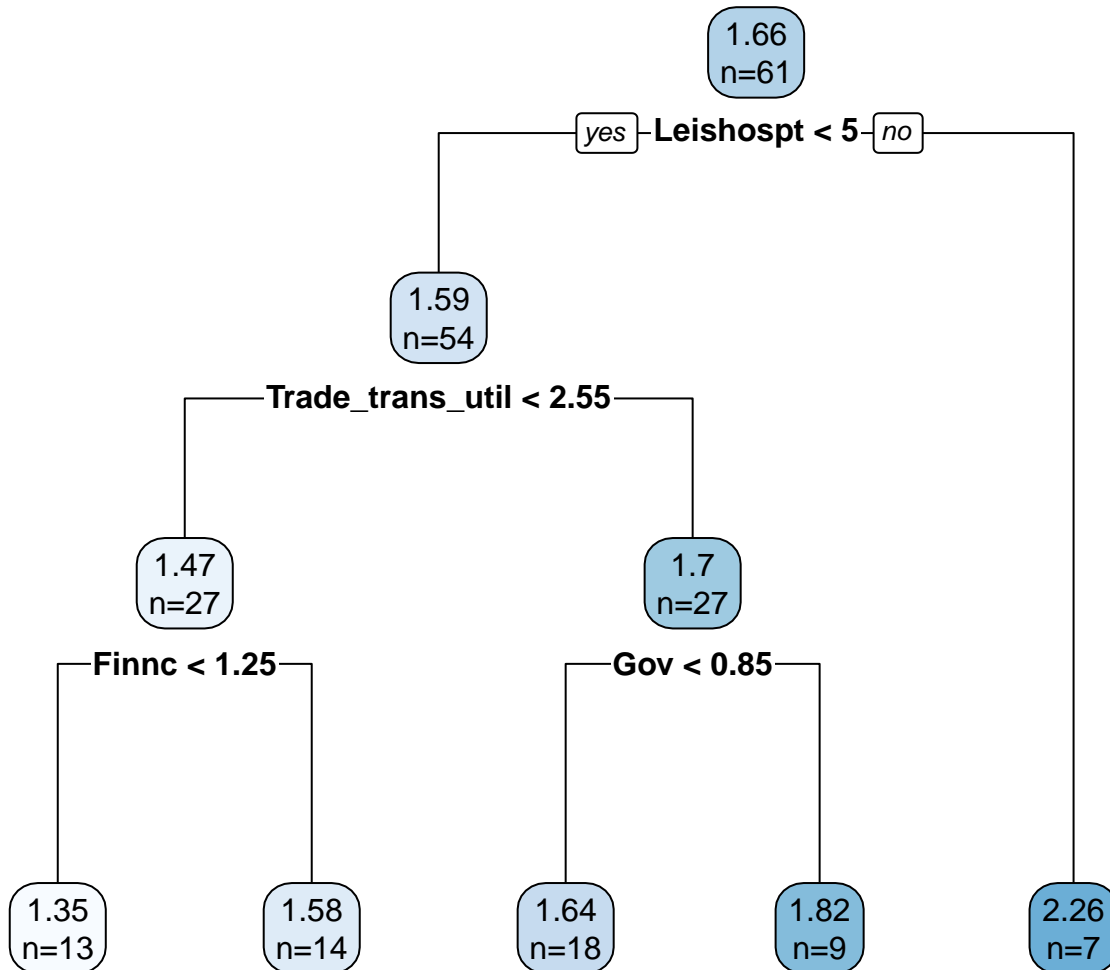 1.66
n=61
yes Leishospt < 5 no
1.59
n=54
Trade_trans_util < 2.55
1.47
n=27
1.7
n=27
Finnc < 1.25
Gov < 0.85
1.35
n=13
1.58
n=14
1.64
n=18
1.82
n=9
2.26
n=7